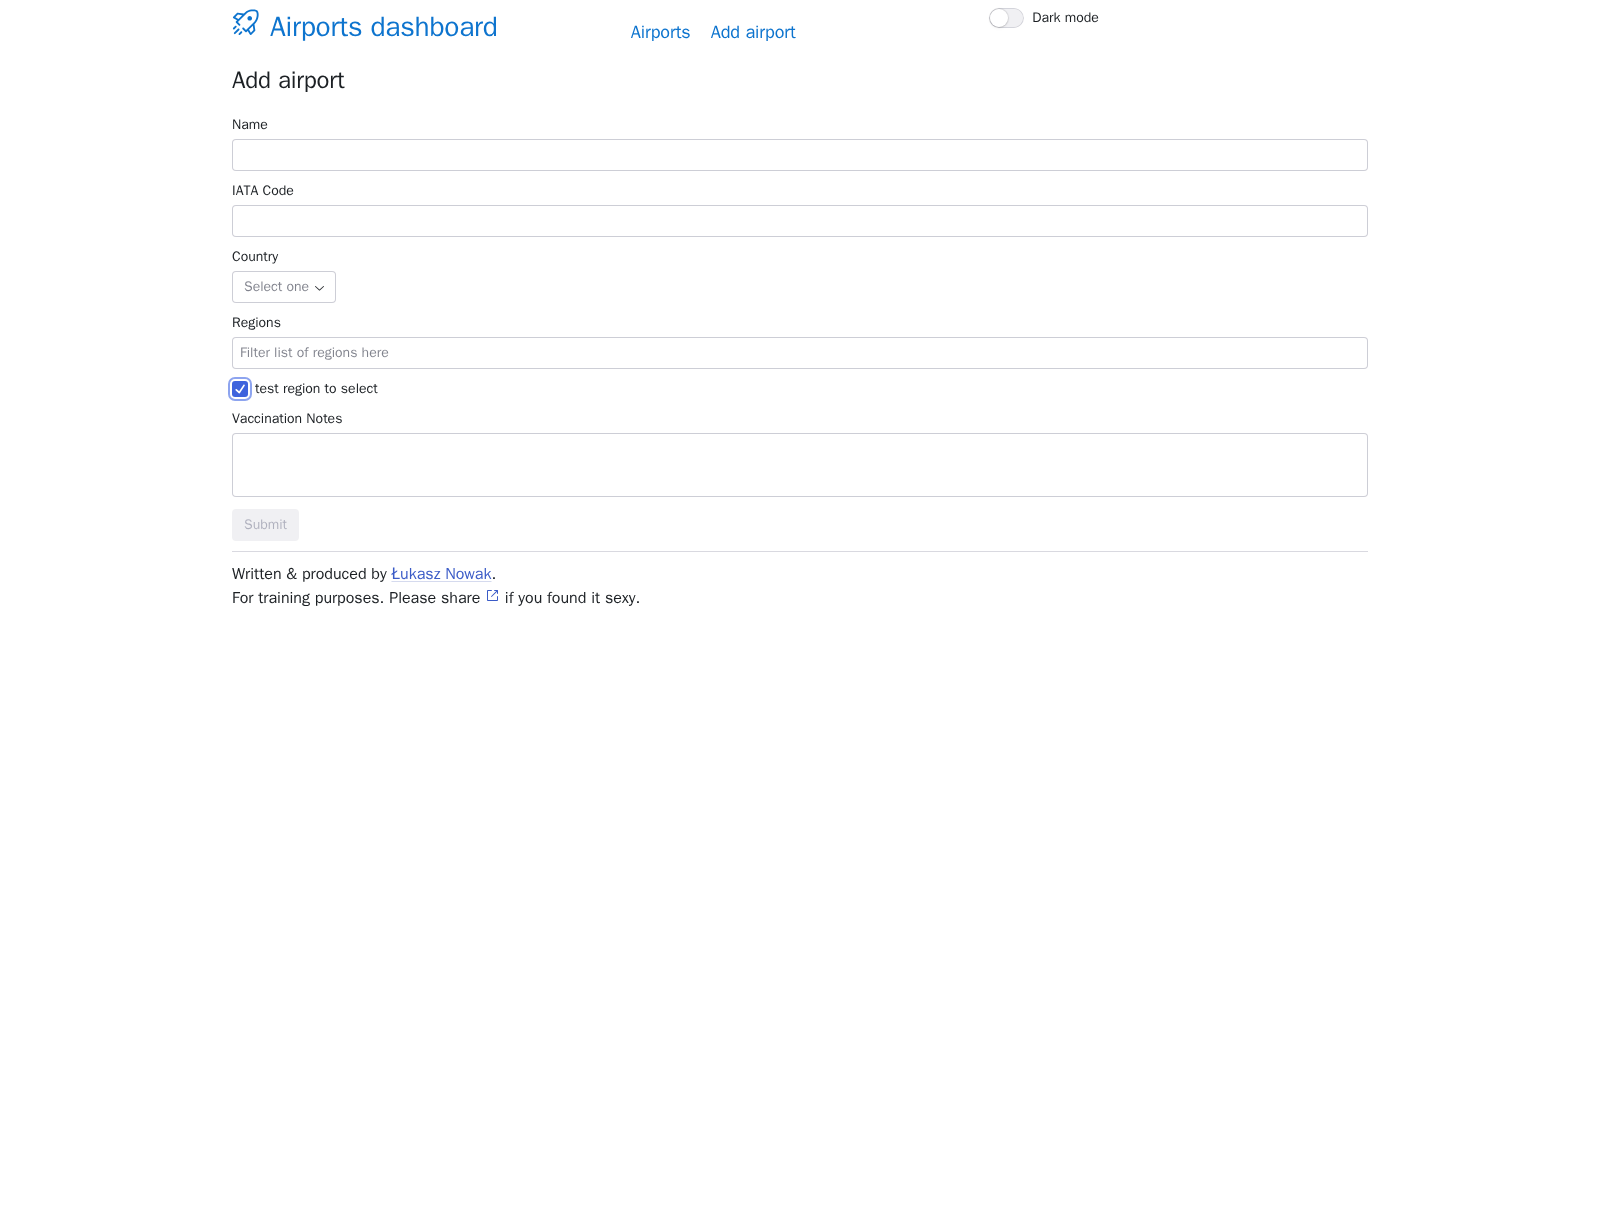 Airports dashboard
Airports
Add airport
Dark mode
Add airport
Name
IATA Code
Country
Select one
Regions
Filter list of regions here
test region to select
Vaccination Notes
Submit
Written & produced by Łukasz Nowak.
For training purposes. Please share if you found it sexy.